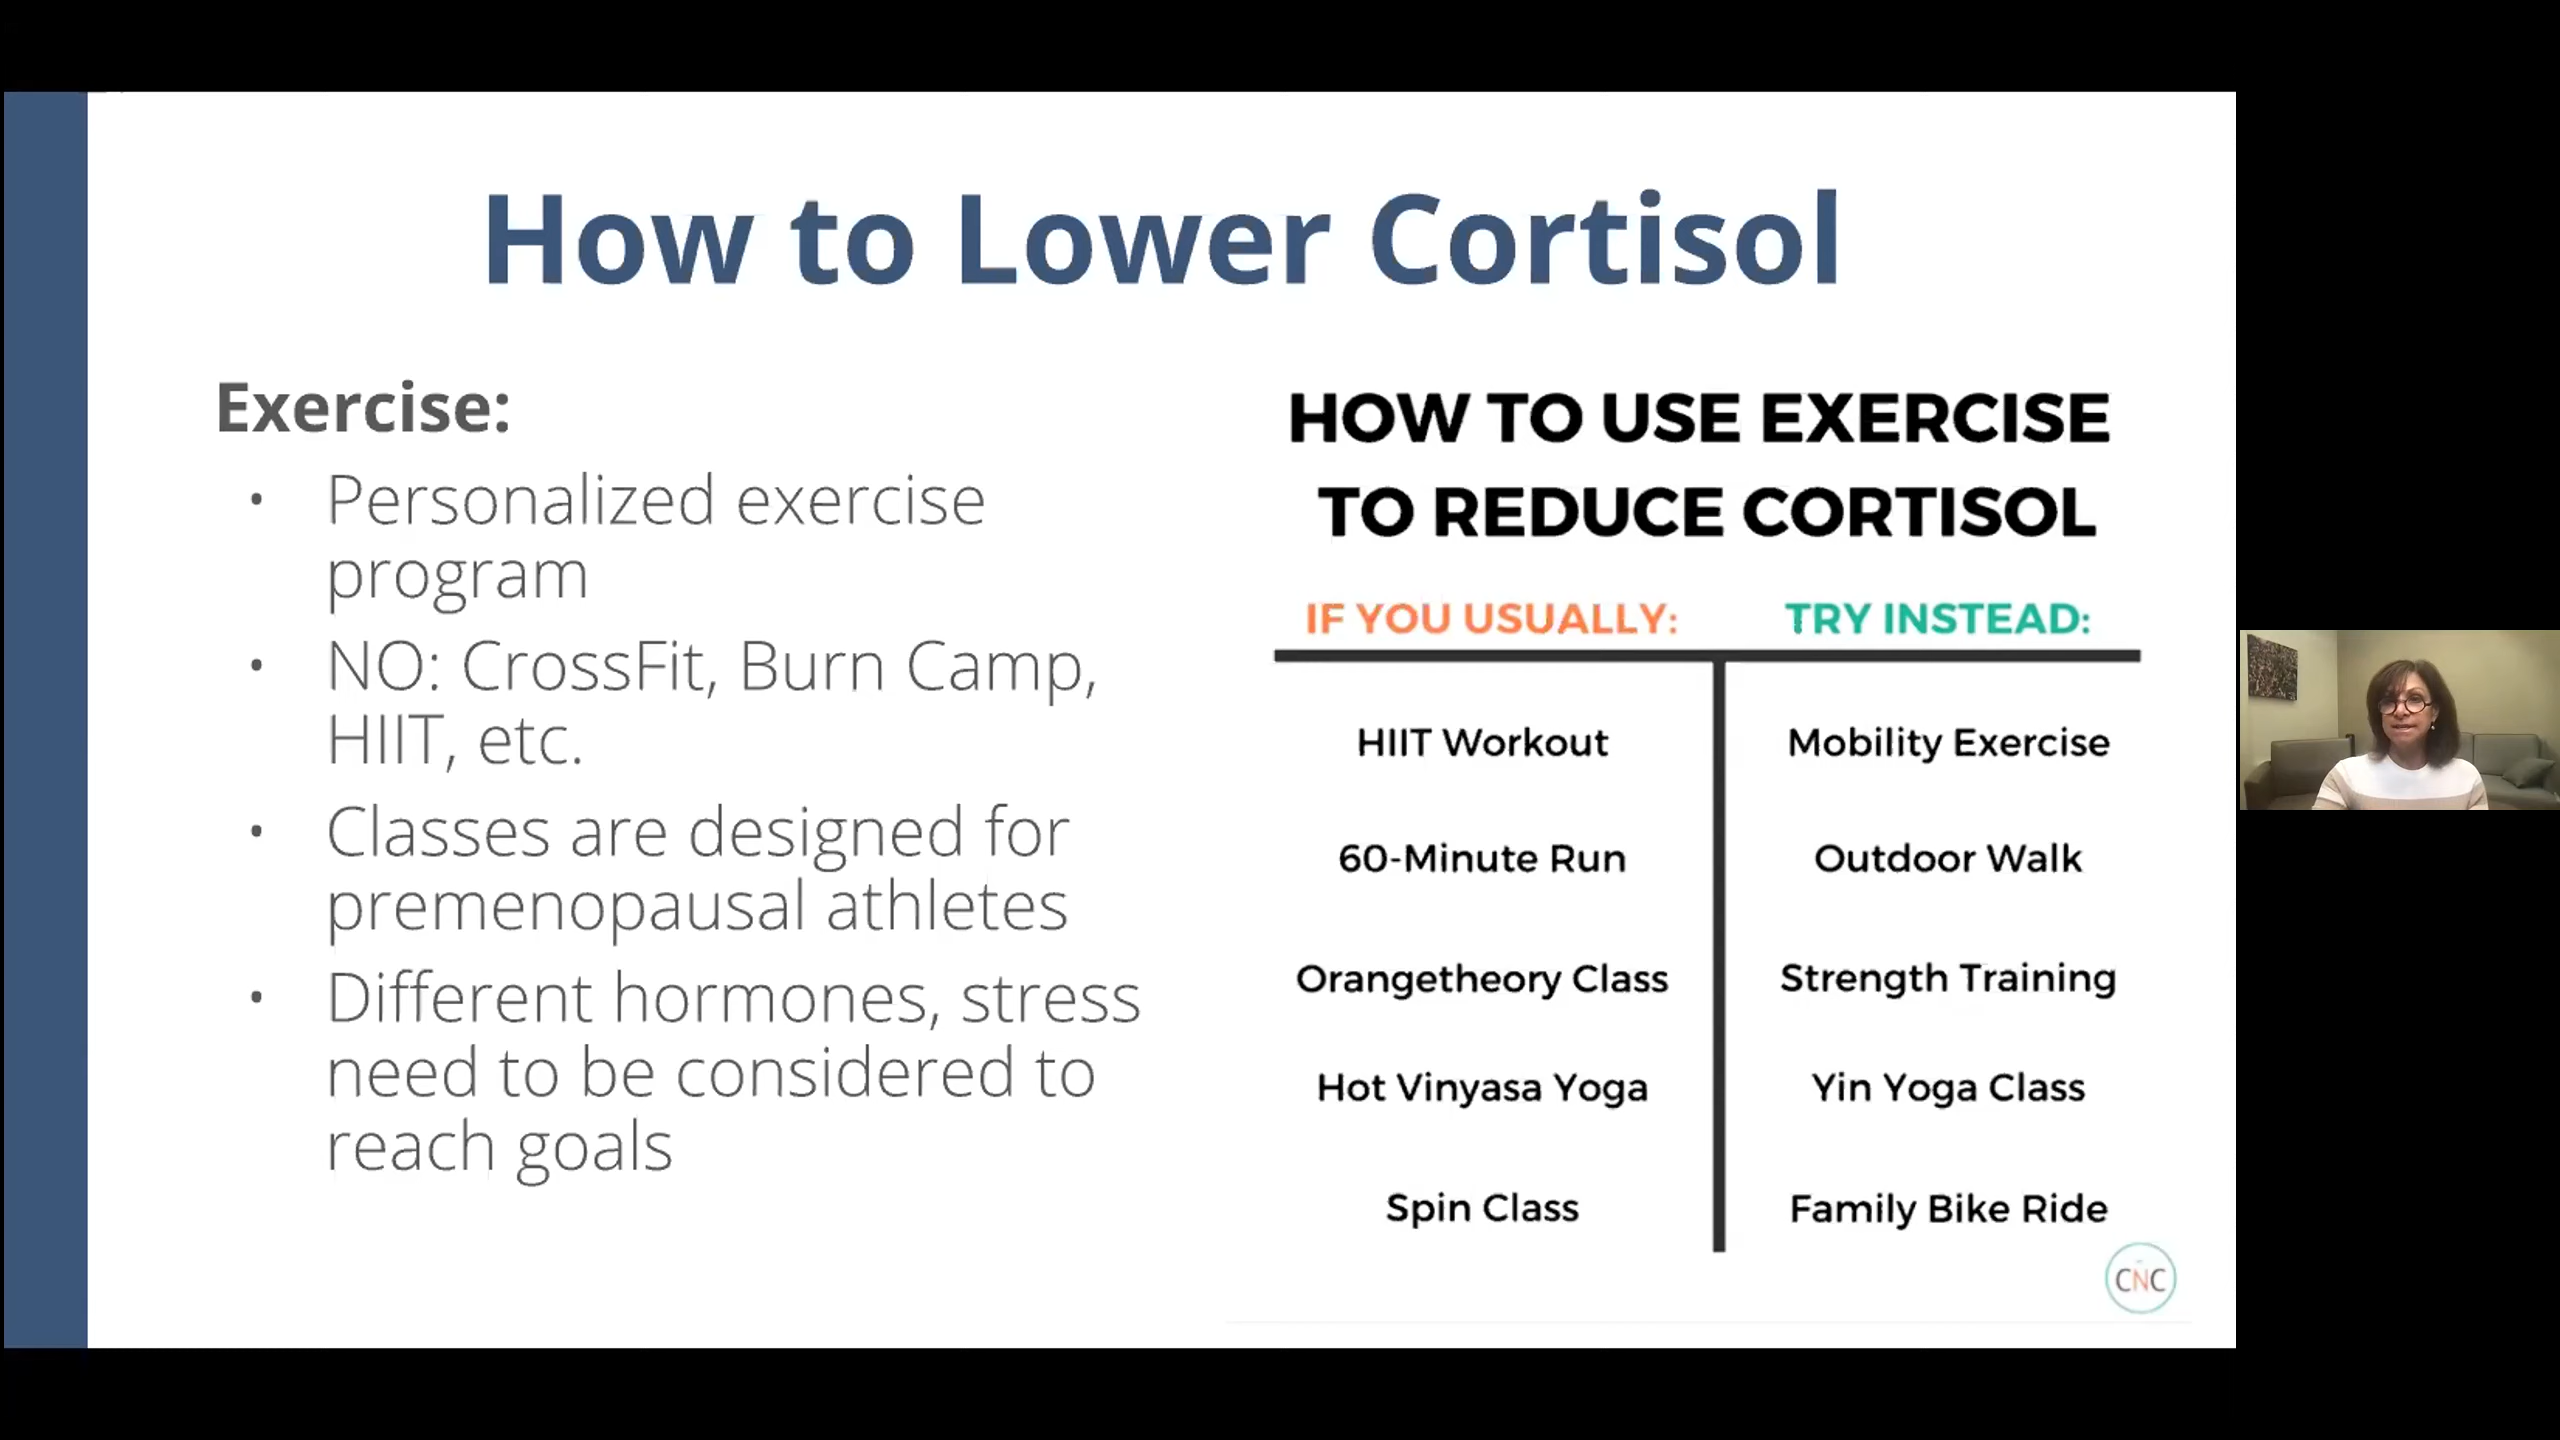 How to Lower Cortisol
Exercise:
• Personalized exercise
program
• NO: CrossFit, Burn Camp,
HIIT, etc.
• Classes are designed for
premenopausal athletes
• Different hormones, stress
need to be considered to
reach goals
HOW TO USE EXERCISE
TO REDUCE CORTISOL
IF YOU USUALLY: TRY INSTEAD:
HIIT Workout Mobility Exercise
60-Minute Run Outdoor Walk
Orangetheory Class Strength Training
Hot Vinyasa Yoga Yin Yoga Class
Spin Class Family Bike Ride
CNC